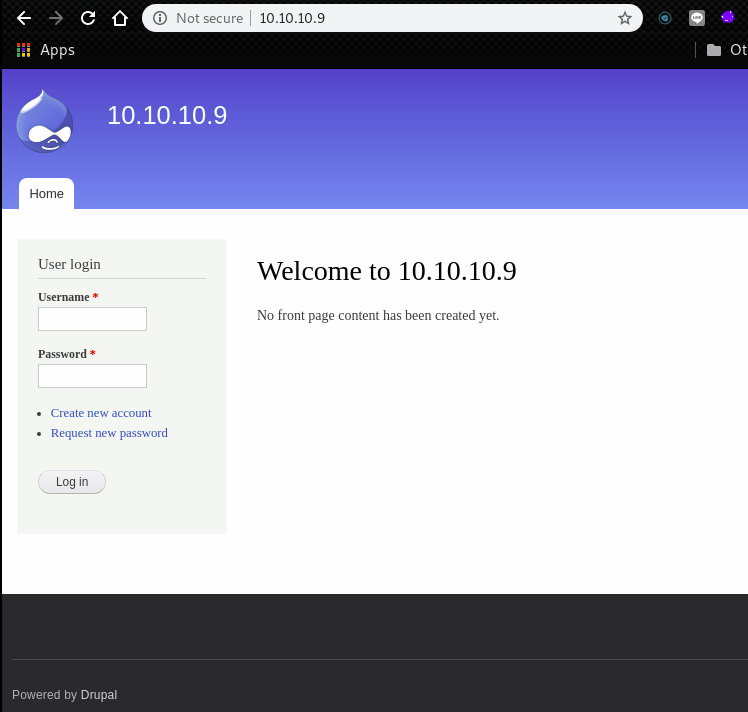 Not secure | 10.10.10.9
Apps
Ot
10.10.10.9
Home
User login
Username *
Password *
Create new account
Request new password
Log in
Welcome to 10.10.10.9
No front page content has been created yet.
Powered by Drupal